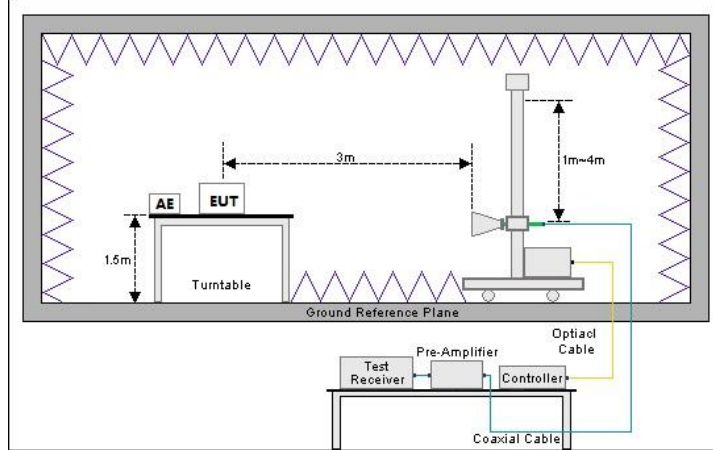 3m
1m~4m
AE
EUT
1.5m
Turntable
Ground Reference Plane
Optiacl
Cable
Pre-Amplifier
Test
Receiver
Controller
Coaxial Cable